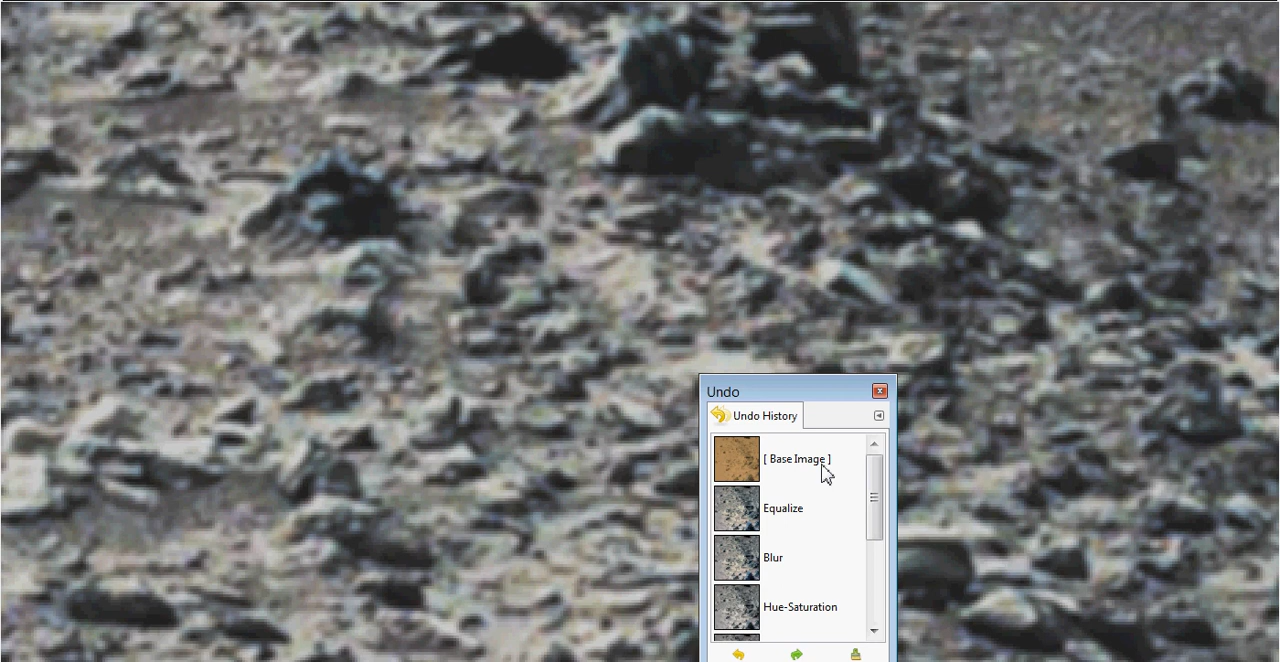 Undo
Undo History
[ Base Image ]
Equalize
Blur
Hue-Saturation